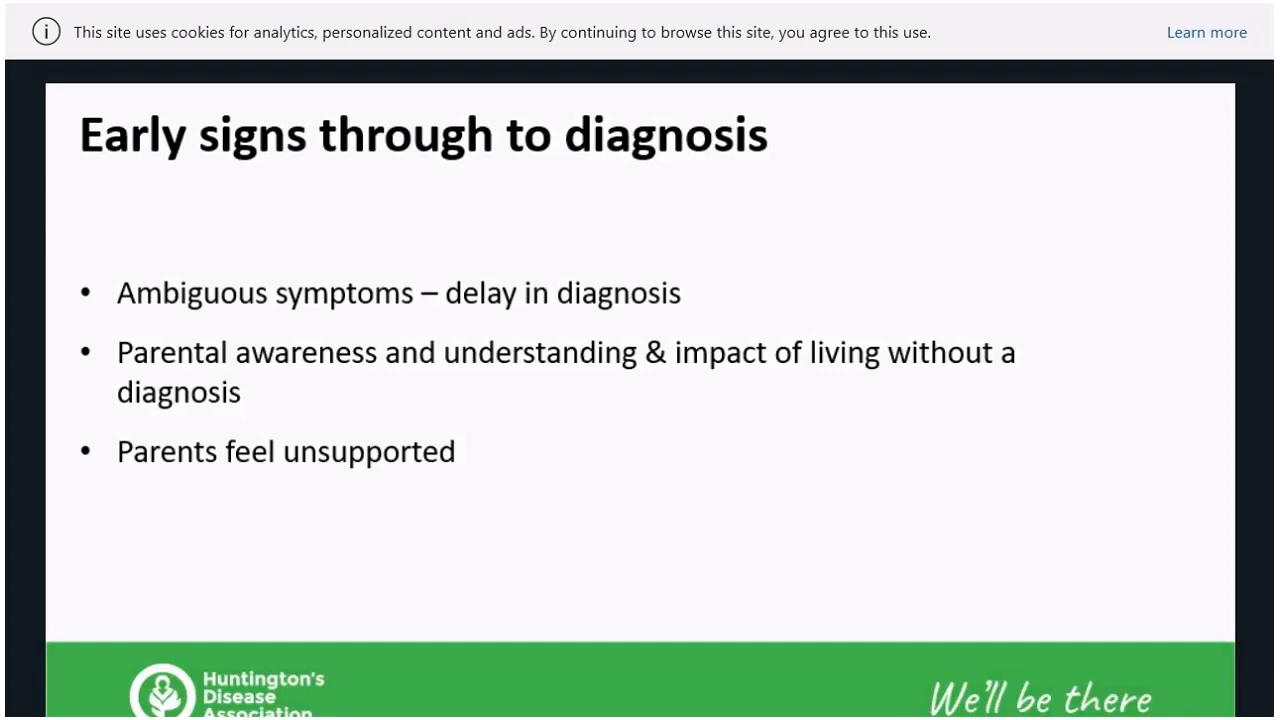 This site uses cookies for analytics, personalized content and ads. By continuing to browse this site, you agree to this use.
Learn more
Early signs through to diagnosis
• Ambiguous symptoms – delay in diagnosis
• Parental awareness and understanding & impact of living without a
diagnosis
• Parents feel unsupported
Huntington's
Disease
Association
We'll be there